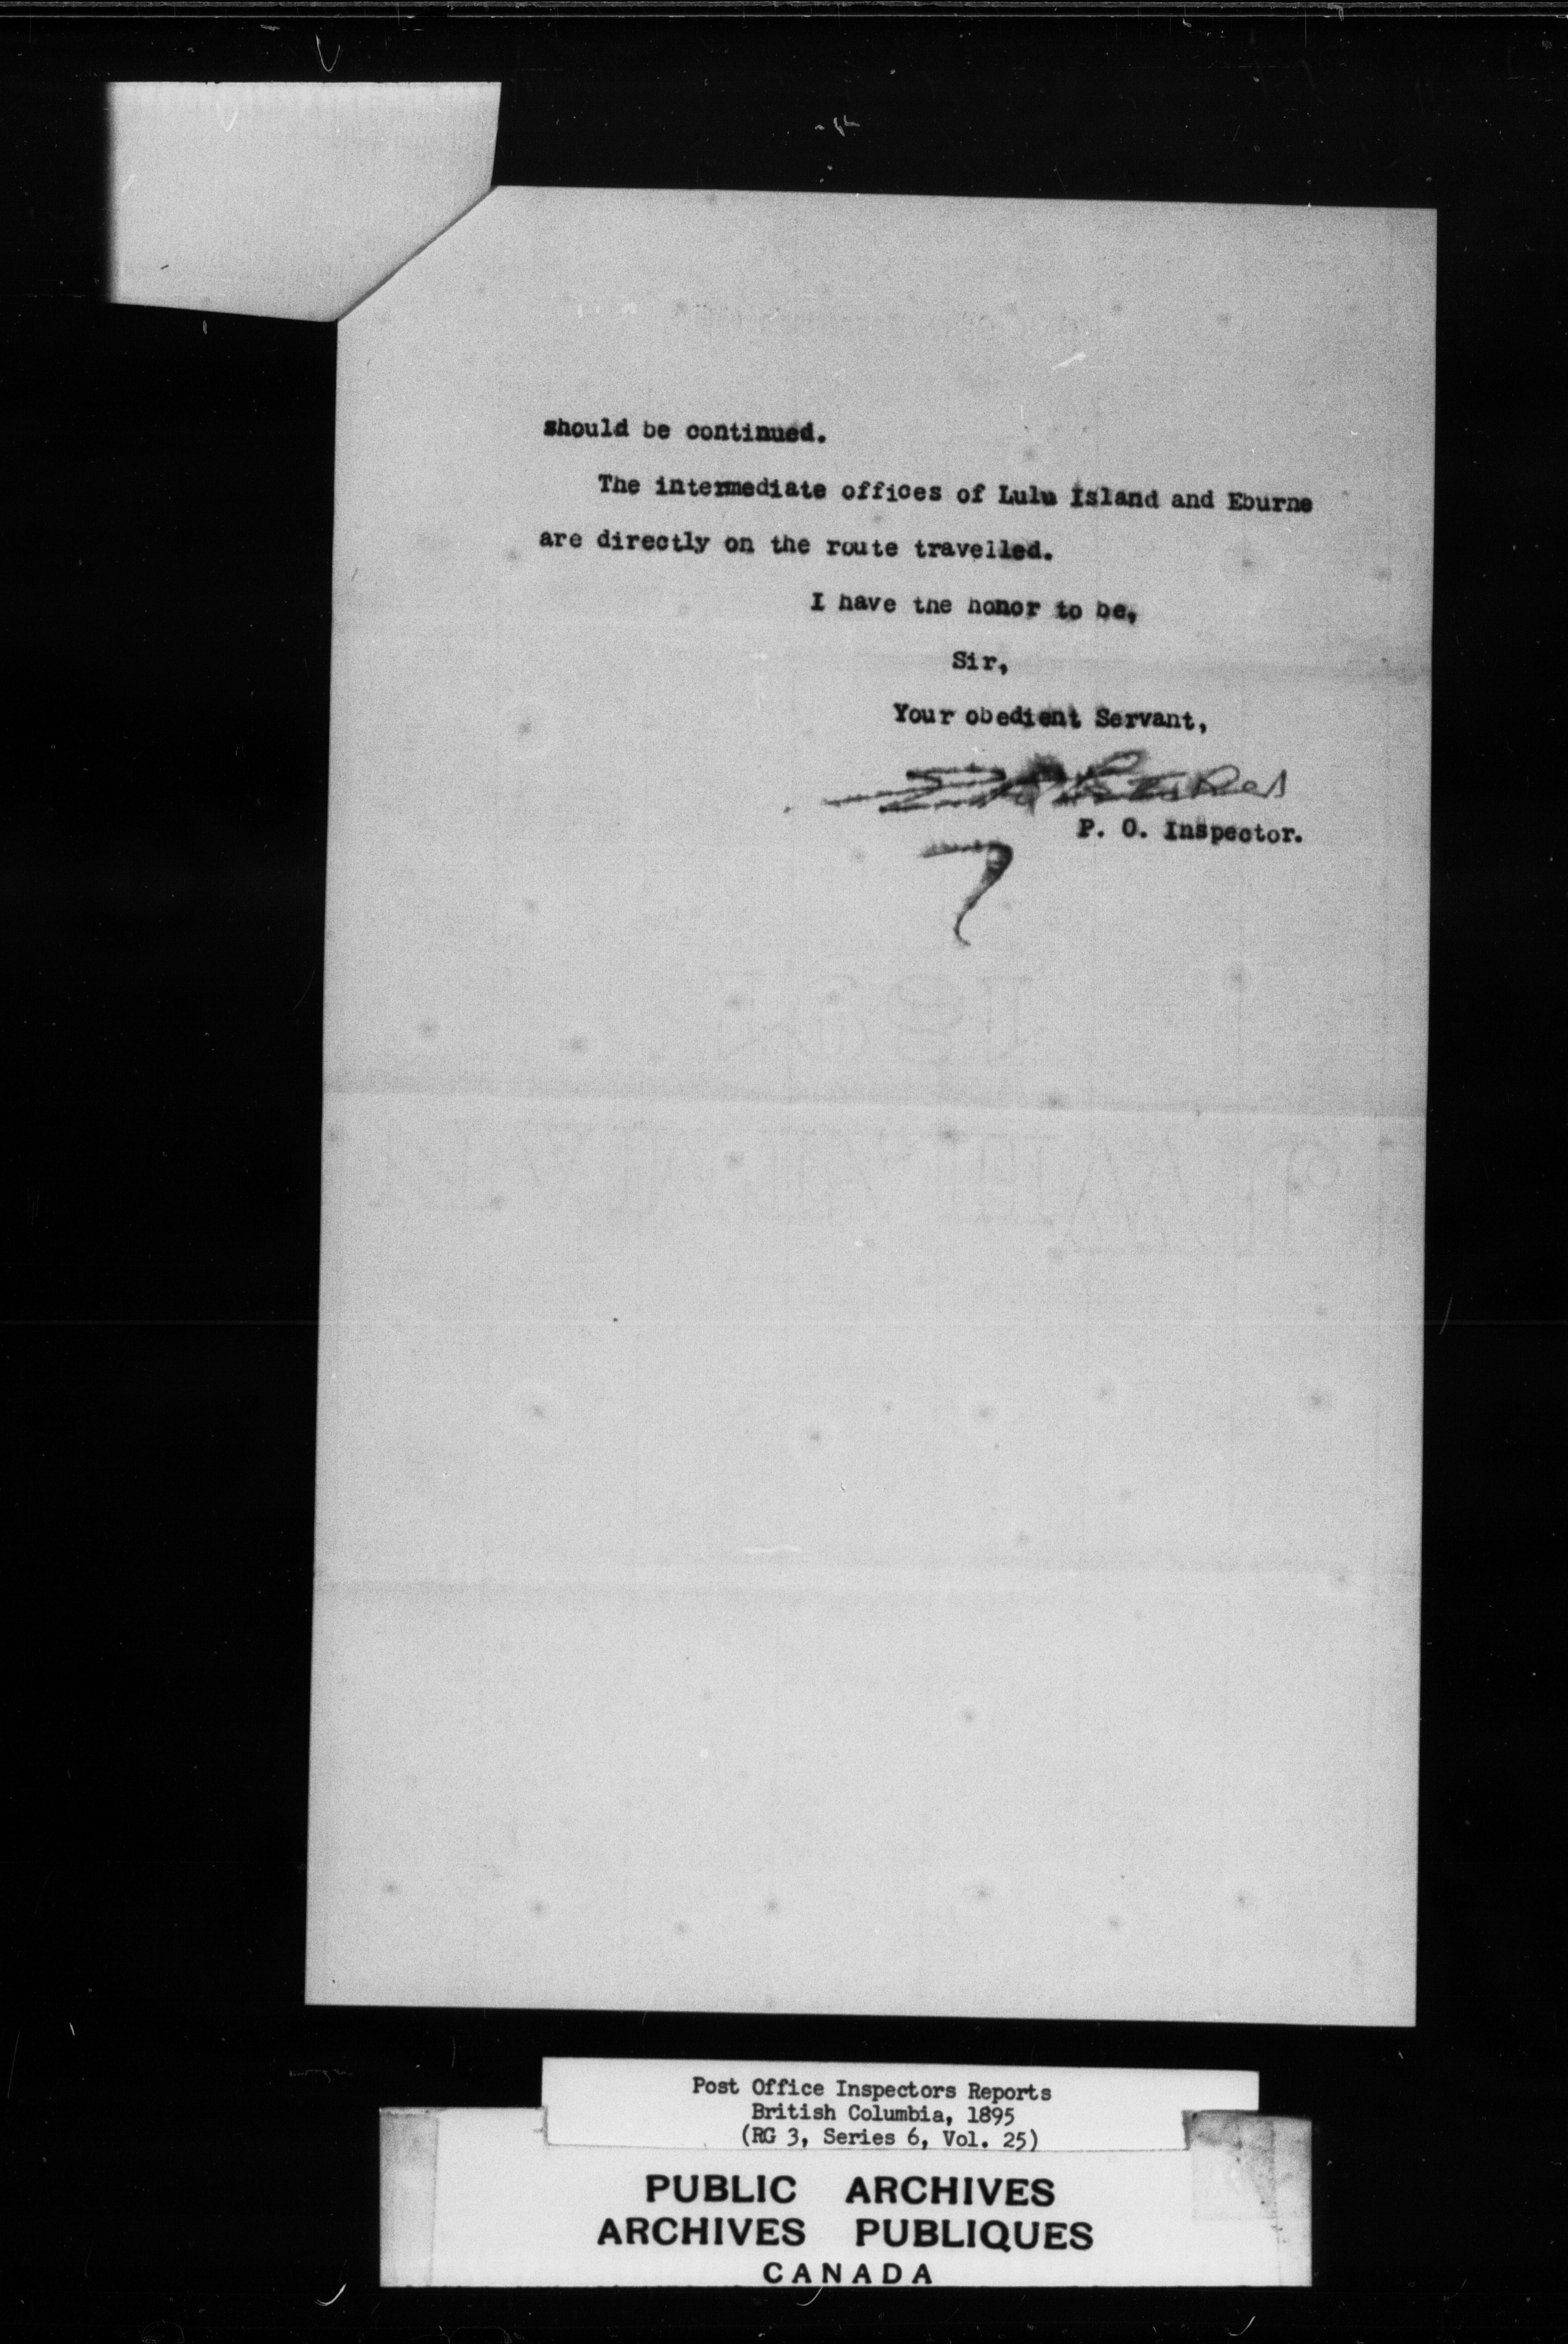 should be continued.
The intermediate offices of Lulu Island and Eburne
are directly on the route travelled.
I have the honor to be,
Sir,
Your obedient Servant,
P. O. Inspector.
Post Office Inspectors Reports
British Columbia, 1895
(RG 3, Series 6, Vol. 25)
PUBLIC ARCHIVES
ARCHIVES PUBLIQUES
CANADA